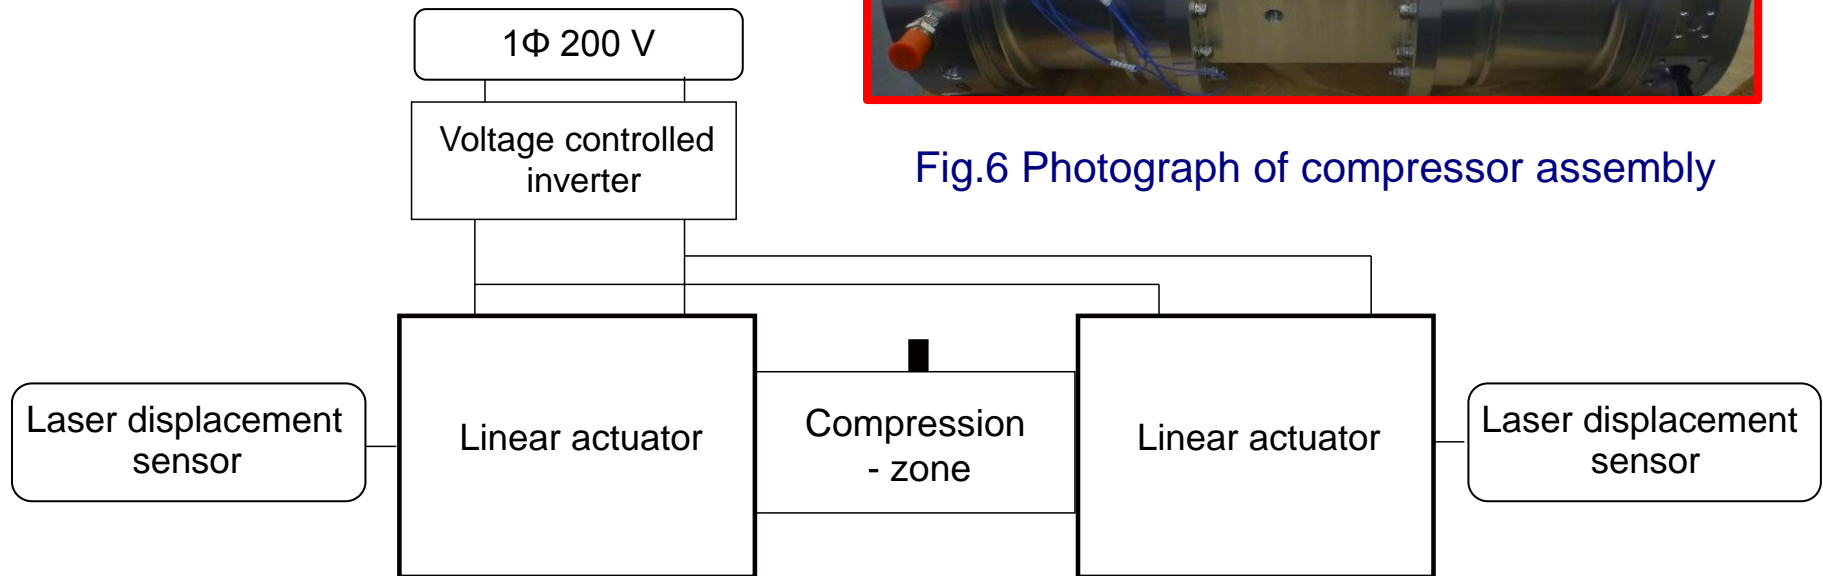 1Φ 200 V
Voltage controlled
inverter
Fig.6 Photograph of compressor assembly
Laser displacement
sensor
Linear actuator
Compression
- zone
Linear actuator
Laser displacement
sensor